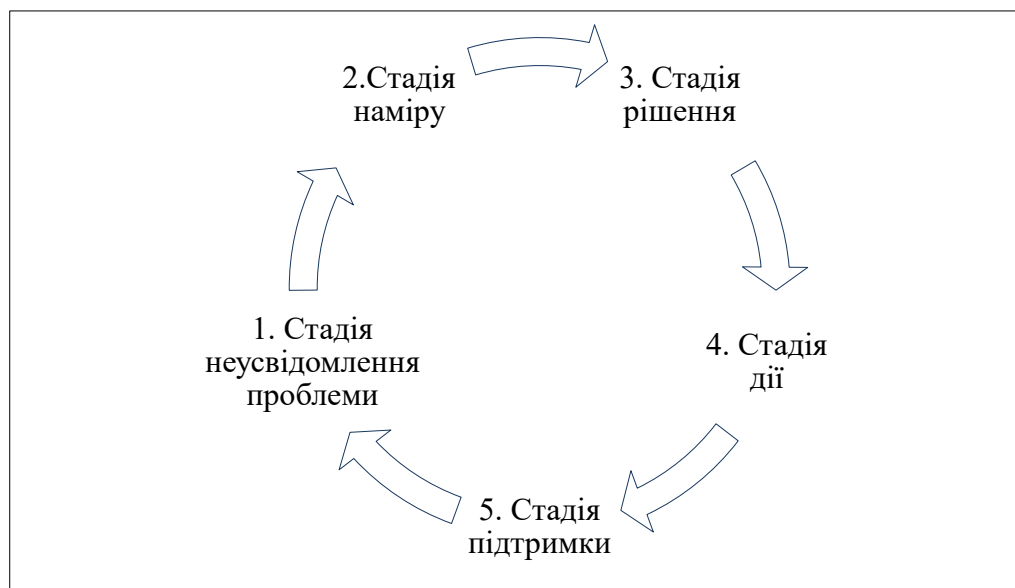 1. Стадія
неусвідомлення
проблеми
2.Стадія
наміру
3. Стадія
рішення
4. Стадія
дії
5. Стадія
підтримки